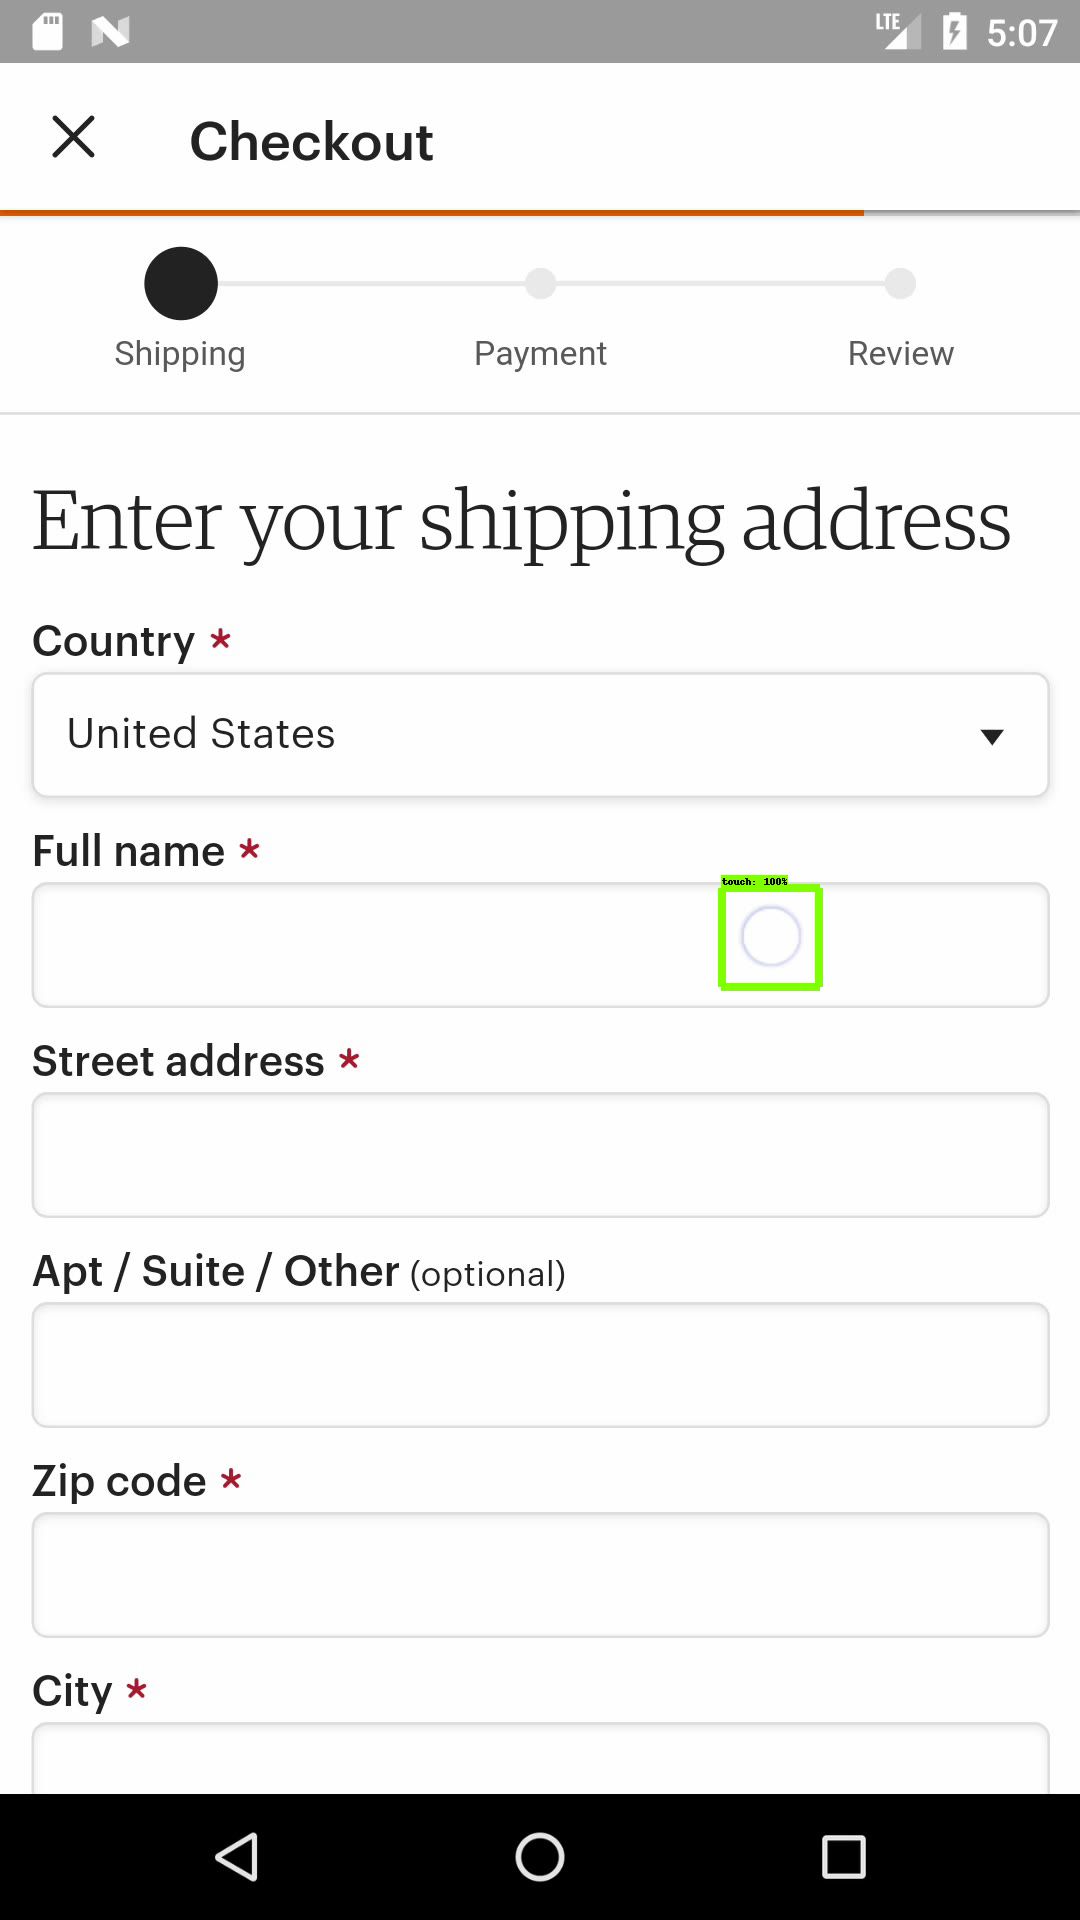 LTE 5:07
Checkout
Shipping Payment Review
Enter your shipping address
Country *
United States
Full name *
touch: 100%
Street address *
Apt / Suite / Other (optional)
Zip code *
City *